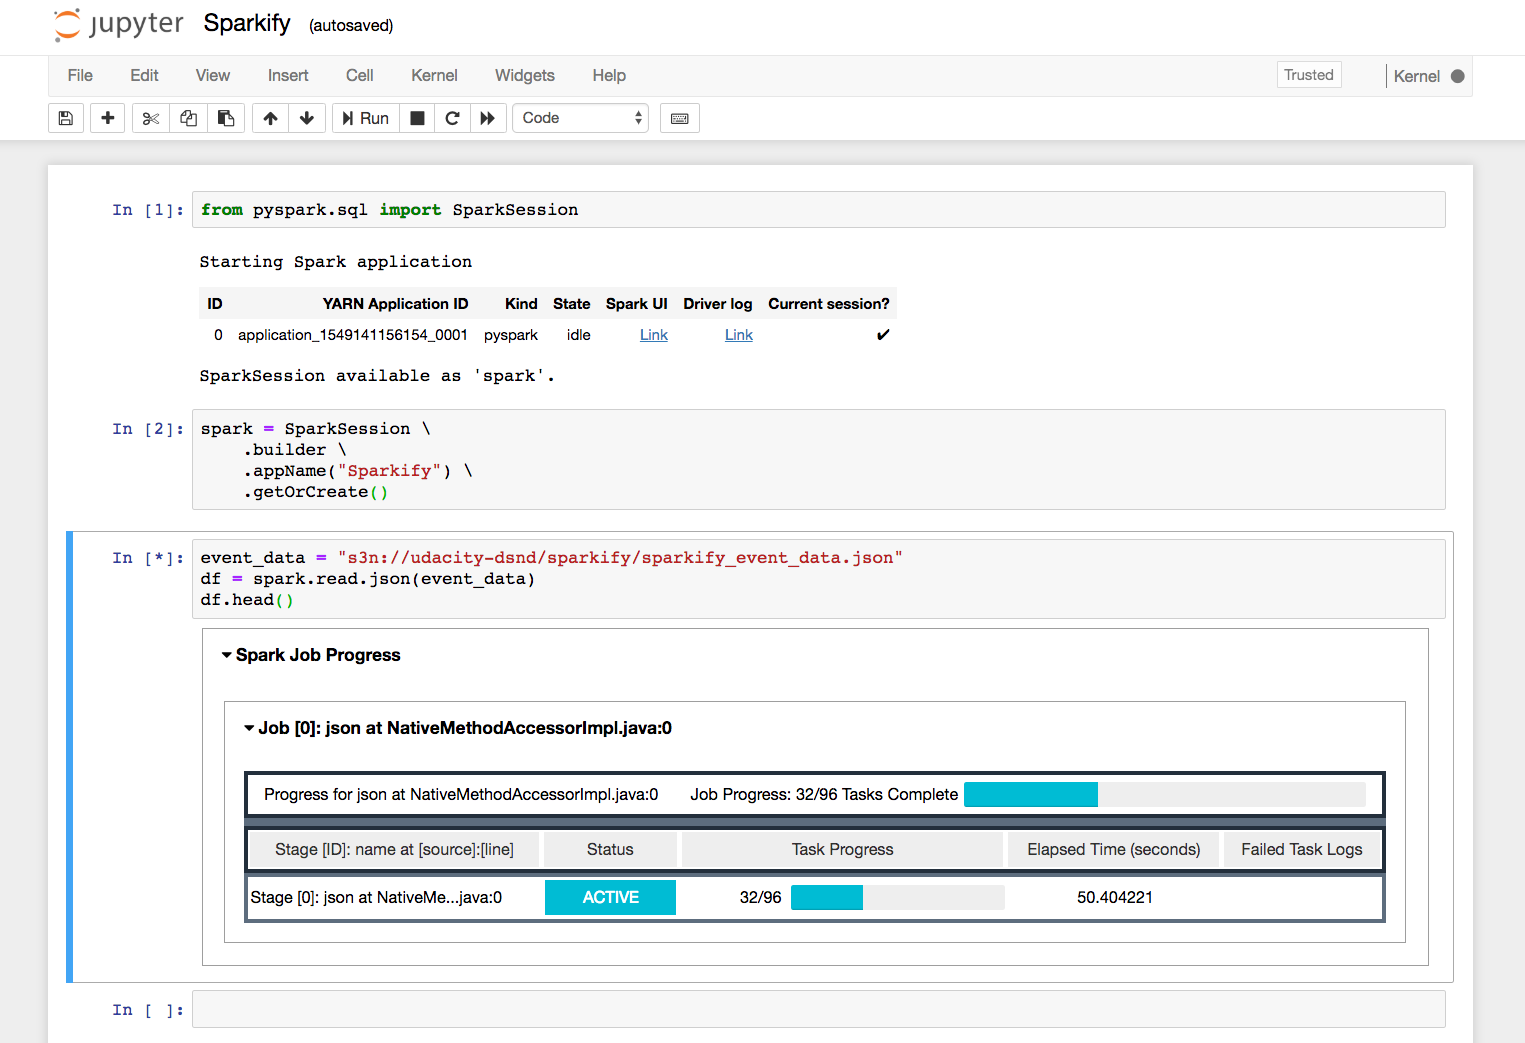 jupyter Sparkify (autosaved)
File Edit View Insert Cell Kernel Widgets Help Trusted Kernel
Run Code
In [1]: from pyspark.sql import SparkSession
Starting Spark application
ID YARN Application ID Kind State Spark UI Driver log Current session?
0 application_1549141156154_0001 pyspark idle Link Link ✔
SparkSession available as 'spark'.
In [2]: spark = SparkSession \
.builder \
.appName("Sparkify") \
.getOrCreate()
In [*]: event_data = "s3n://udacity-dsnd/sparkify/sparkify_event_data.json"
df = spark.read.json(event_data)
df.head()
Spark Job Progress
Job [0]: json at NativeMethodAccessorImpl.java:0
Progress for json at NativeMethodAccessorImpl.java:0 Job Progress: 32/96 Tasks Complete
Stage [ID]: name at [source]:[line] Status Task Progress Elapsed Time (seconds) Failed Task Logs
Stage [0]: json at NativeMe...java:0 ACTIVE 32/96 50.404221
In [ ]: